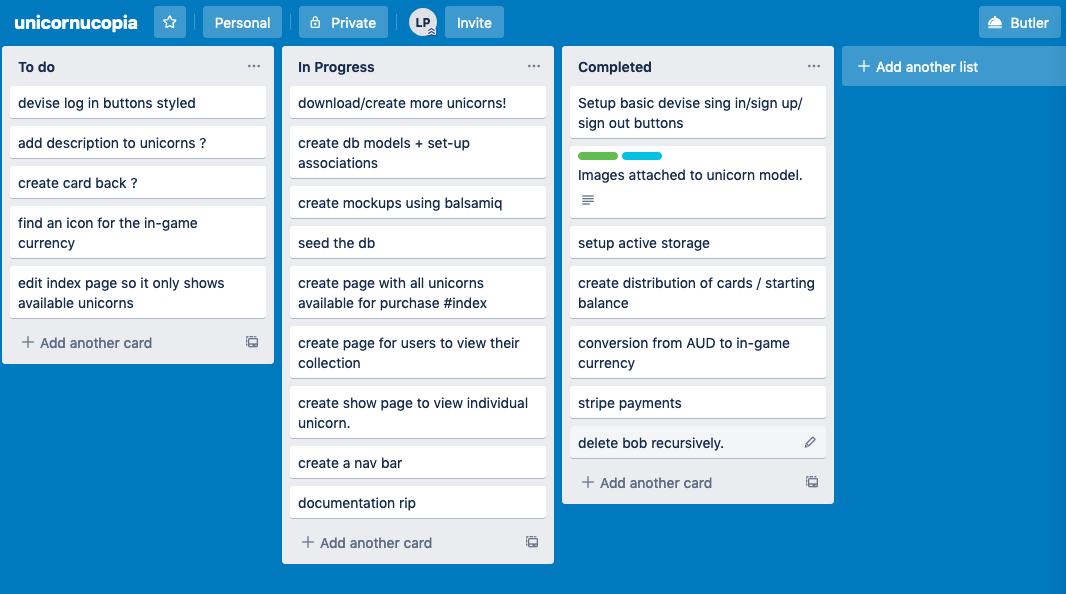 unicornucopia
Personal
Private
LP
Invite
Butler
To do
devise log in buttons styled
add description to unicorns ?
create card back ?
find an icon for the in-game
currency
edit index page so it only shows
available unicorns
+ Add another card
In Progress
download/create more unicorns!
create db models + set-up
associations
create mockups using balsamiq
seed the db
create page with all unicorns
available for purchase #index
create page for users to view their
collection
create show page to view individual
unicorn.
create a nav bar
documentation rip
+ Add another card
Completed
Setup basic devise sing in/sign up/
sign out buttons
Images attached to unicorn model.
setup active storage
create distribution of cards / starting
balance
conversion from AUD to in-game
currency
stripe payments
delete bob recursively.
+ Add another card
+ Add another list